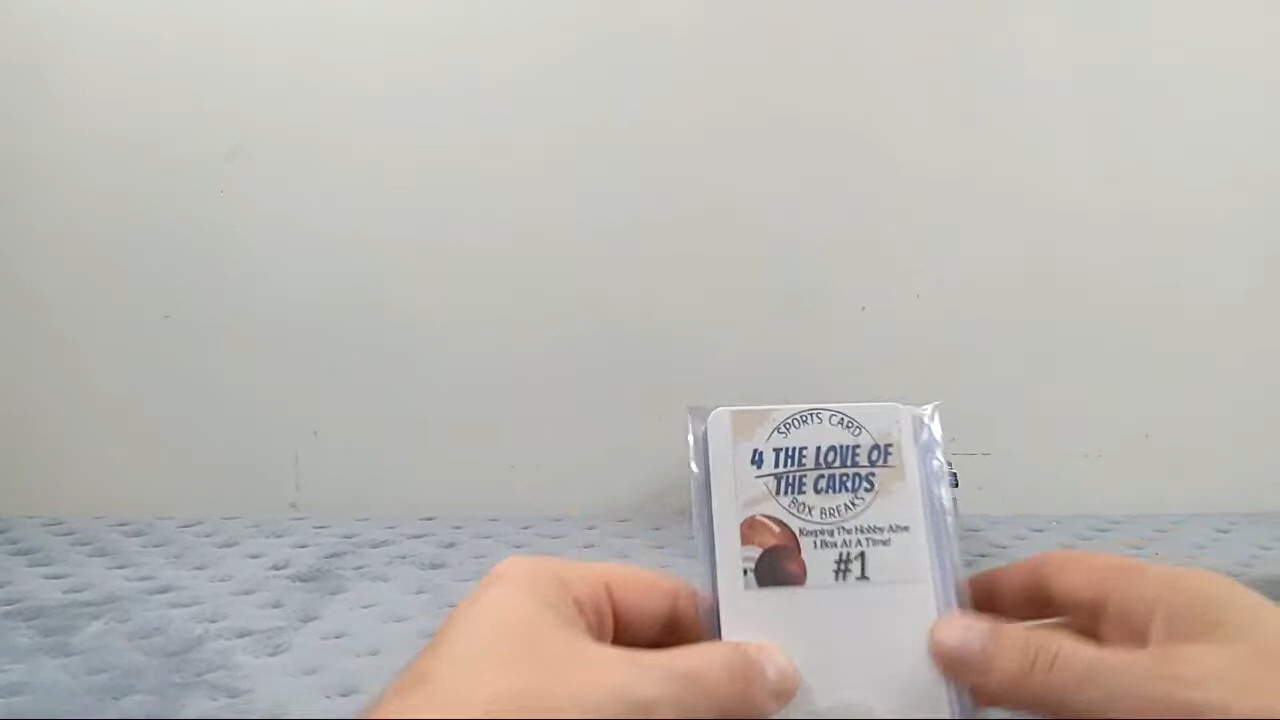 SPORTS CARD
4 THE LOVE OF
THE CARDS
BOX BREAKS
Keeping The Hobby Alive
1 Box At A Time!
#1